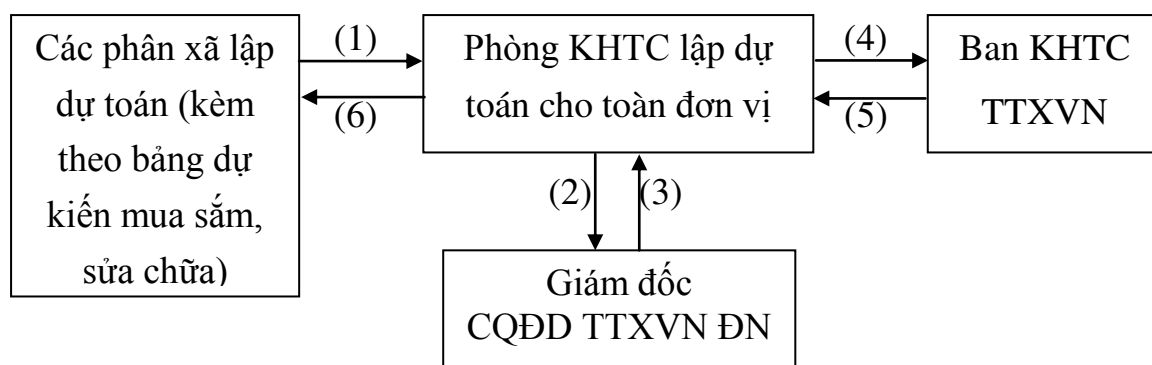 Các phân xã lập
dự toán (kèm
theo bảng dự
kiến mua sắm,
sửa chữa)
(1)
(6)
Phòng KHTC lập dự
toán cho toàn đơn vị
(4)
(5)
Ban KHTC
TTXVN
(2)
(3)
Giám đốc
CQĐD TTXVN ĐN